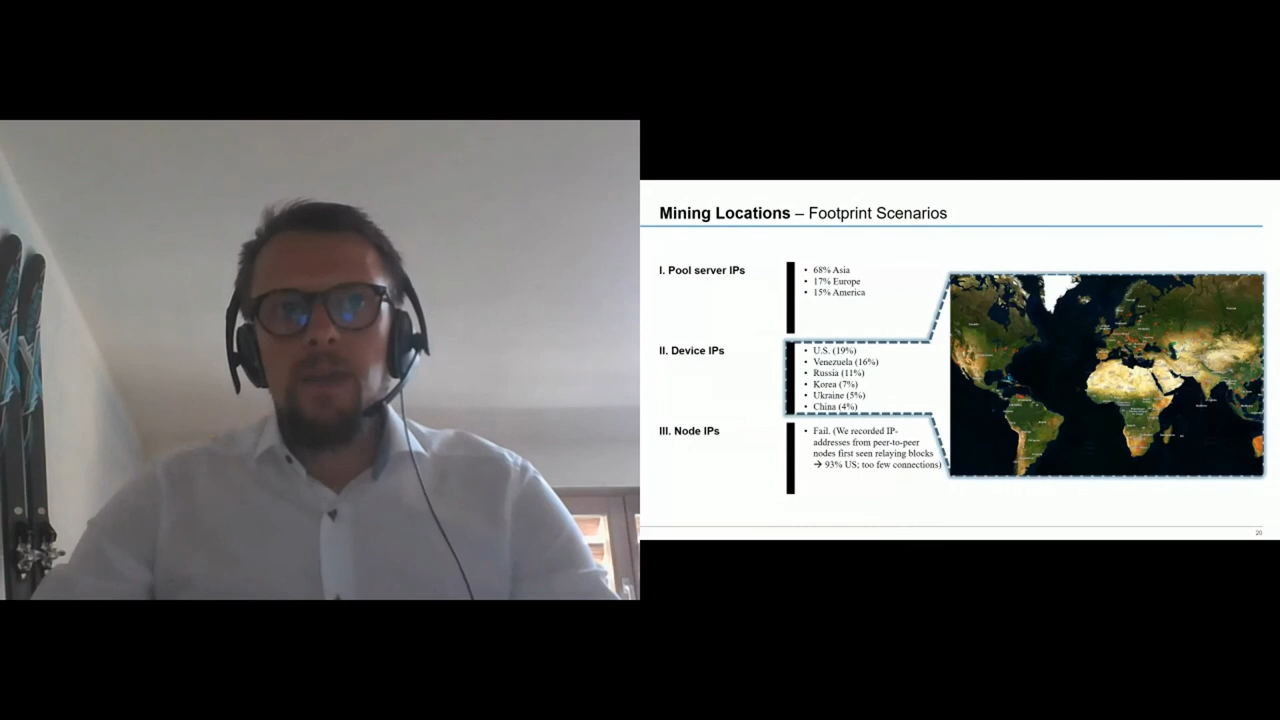 Mining Locations – Footprint Scenarios
I. Pool server IPs
• 68% Asia
• 17% Europe
• 15% America
II. Device IPs
• U.S. (19%)
• Venezuela (16%)
• Russia (11%)
• Korea (7%)
• Ukraine (5%)
• China (4%)
III. Node IPs
• Fail. (We recorded IP-
addresses from peer-to-peer
nodes first seen relaying blocks
→ 93% US; too few connections)
20